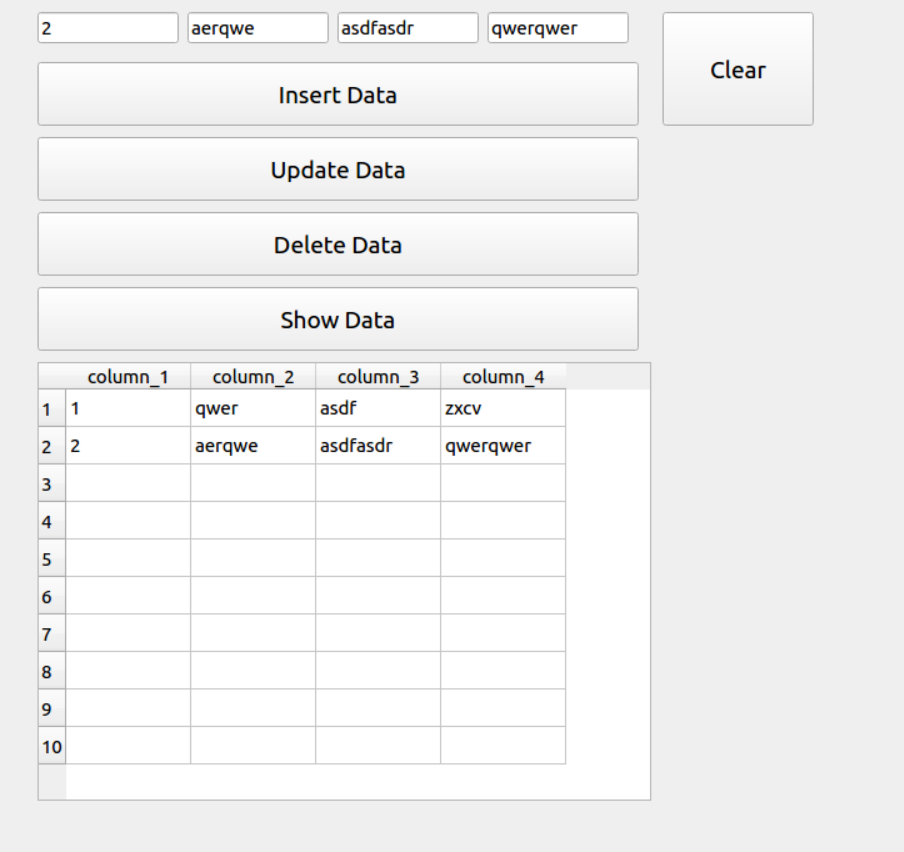 2 aerqwe asdfasdr qwerqwer
Clear
Insert Data
Update Data
Delete Data
Show Data
column_1 column_2 column_3 column_4
1 1 qwer asdf zxcv
2 2 aerqwe asdfasdr qwerqwer
3
4
5
6
7
8
9
10